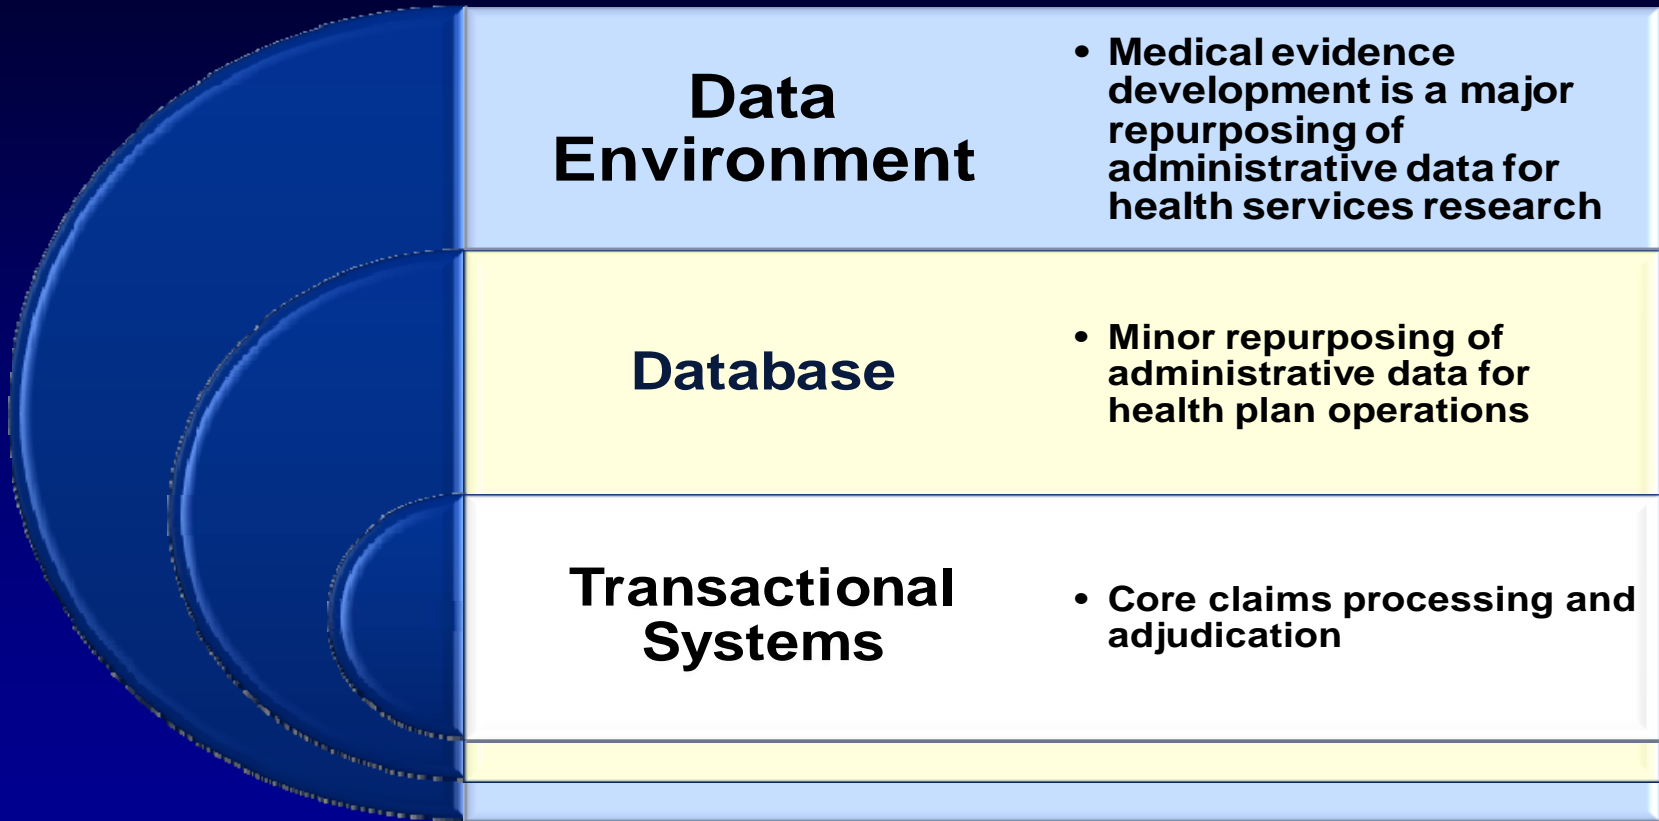 Data
Environment
• Medical evidence
development is a major
repurposing of
administrative data for
health services research
Database
• Minor repurposing of
administrative data for
health plan operations
Transactional
Systems
• Core claims processing and
adjudication